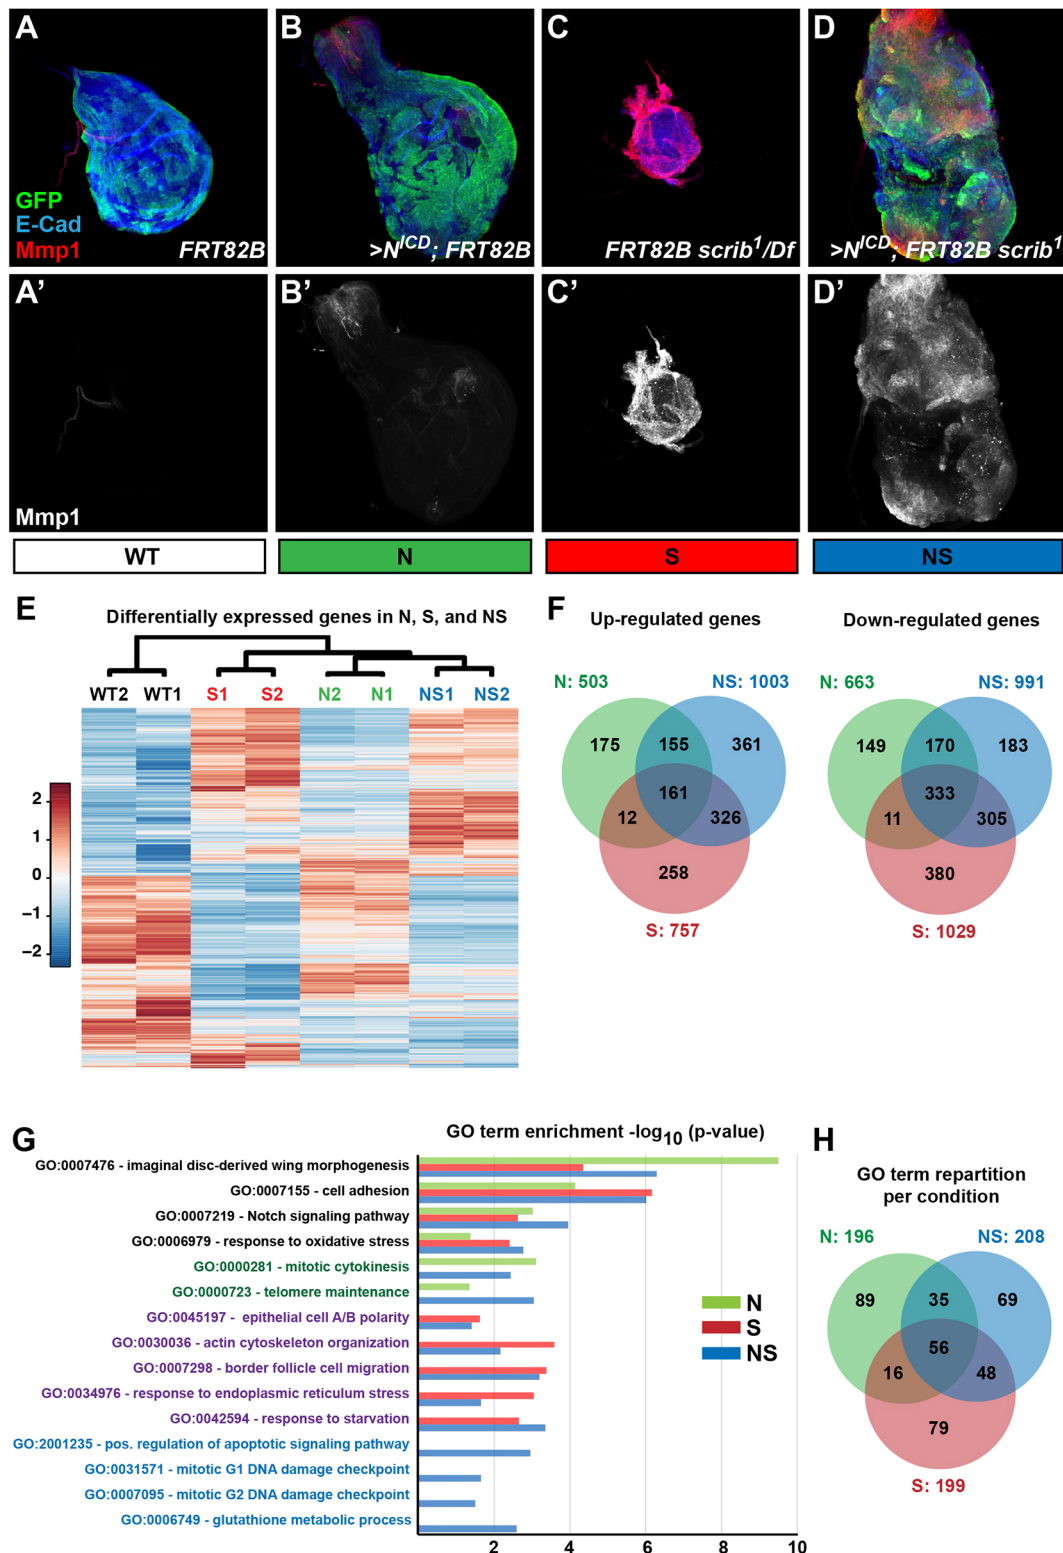 A
B
C
D
GFP
E-Cad
Mmp1
FRT82B
>N^ICD; FRT82B
FRT82B scrib^1/Df
>N^ICD; FRT82B scrib^1
A'
B'
C'
D'
Mmp1
WT
N
S
NS
E
Differentially expressed genes in N, S, and NS
WT2 WT1 S1 S2 N2 N1 NS1 NS2
2
1
0
−1
−2
F
Up-regulated genes
N: 503
NS: 1003
175
155
361
161
12
326
258
S: 757
Down-regulated genes
N: 663
NS: 991
149
170
183
333
11
305
380
S: 1029
G
GO term enrichment -log10 (p-value)
GO:0007476 - imaginal disc-derived wing morphogenesis
GO:0007155 - cell adhesion
GO:0007219 - Notch signaling pathway
GO:0006979 - response to oxidative stress
GO:0000281 - mitotic cytokinesis
GO:0000723 - telomere maintenance
GO:0045197 - epithelial cell A/B polarity
GO:0030036 - actin cytoskeleton organization
GO:0007298 - border follicle cell migration
GO:0034976 - response to endoplasmic reticulum stress
GO:0042594 - response to starvation
GO:2001235 - pos. regulation of apoptotic signaling pathway
GO:0031571 - mitotic G1 DNA damage checkpoint
GO:0007095 - mitotic G2 DNA damage checkpoint
GO:0006749 - glutathione metabolic process
N
S
NS
2 4 6 8 10
H
GO term repartition
per condition
N: 196
NS: 208
89
35
69
56
16
48
79
S: 199